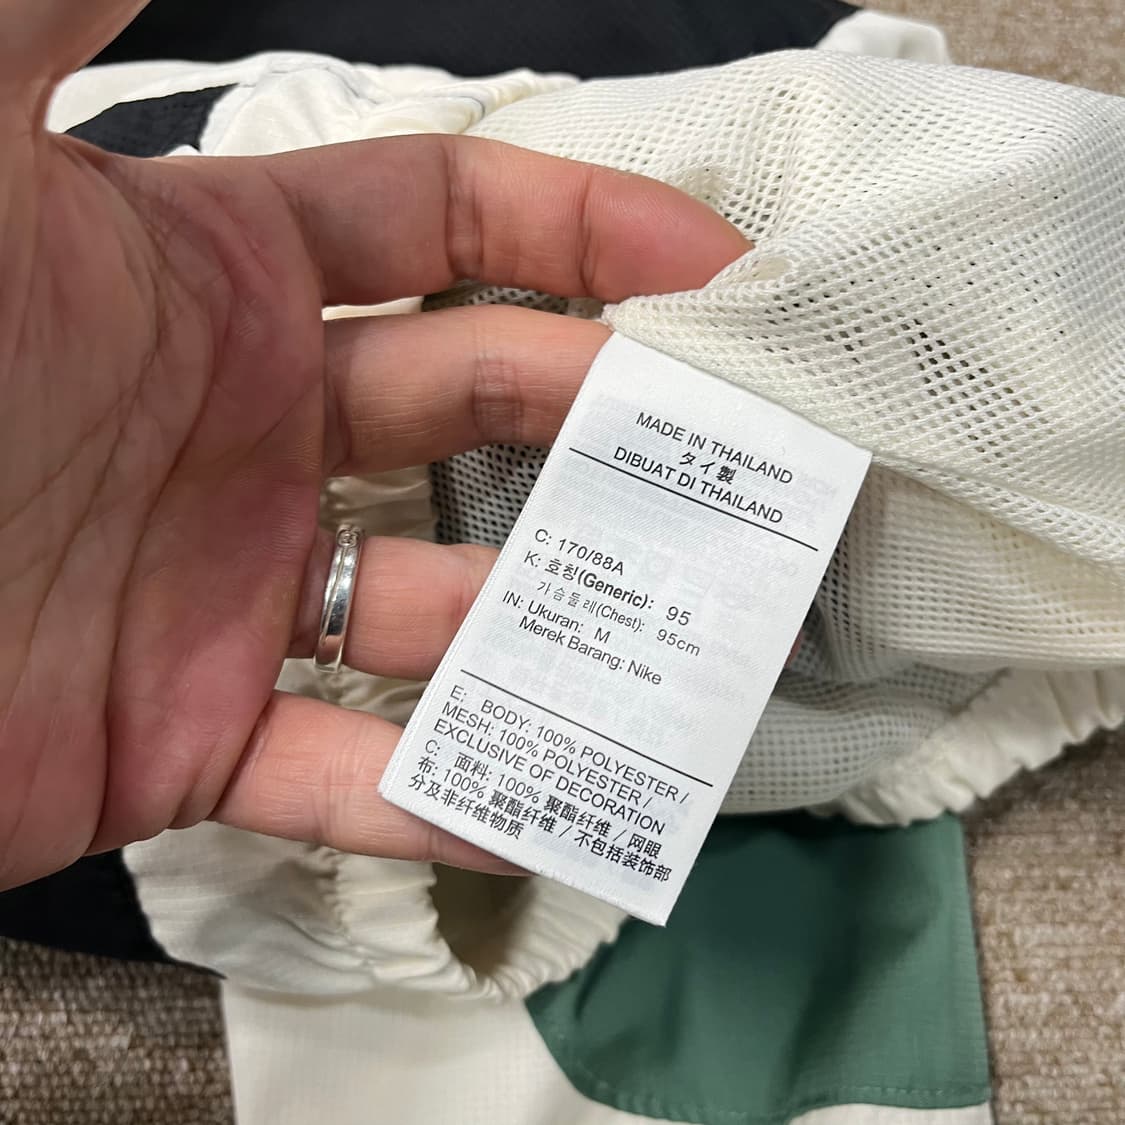 MADE IN THAILAND
タイ製
DIBUAT DI THAILAND
C: 170/88A
K: 호칭(Generic): 95
가슴둘레(Chest): 95cm
IN: Ukuran: M
Merek Barang: Nike
E: BODY: 100% POLYESTER /
MESH: 100% POLYESTER /
EXCLUSIVE OF DECORATION
C: 面料: 100% 聚酯纤维 / 网眼
布: 100% 聚酯纤维 / 不包括装饰部
分及非纤维物质